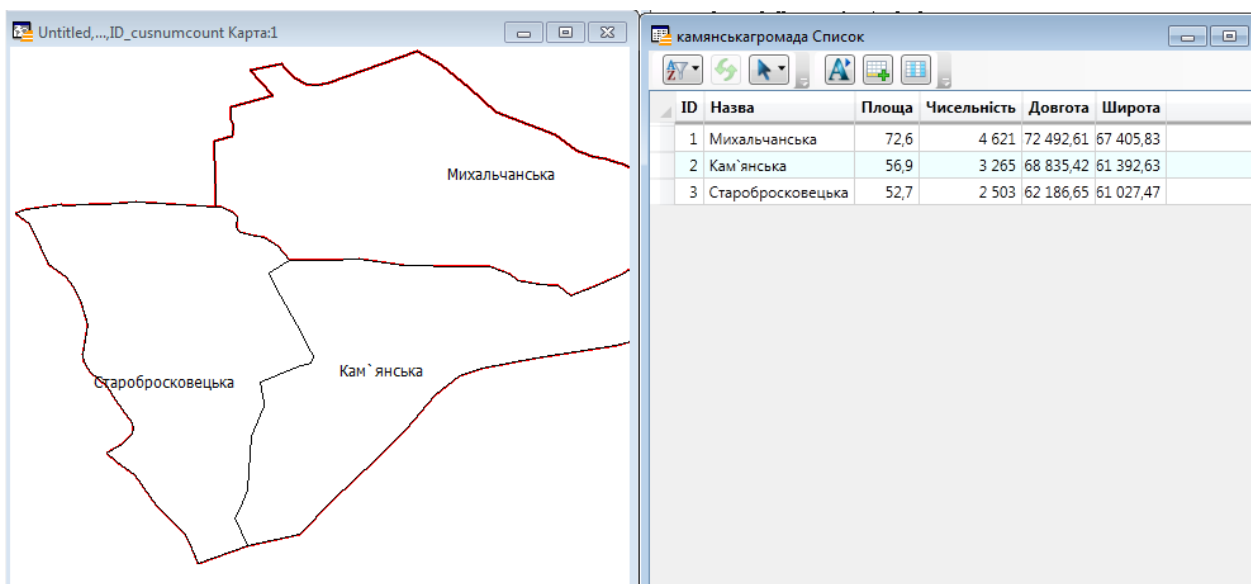 Untitled,...,ID_cusnumcount Карта:1
Михальчанська
Кам`янська
Старобросковецька
камянськагромада Список
ID Назва Площа Чисельність Довгота Широта
1 Михальчанська 72,6 4 621 72 492,61 67 405,83
2 Кам`янська 56,9 3 265 68 835,42 61 392,63
3 Старобросковецька 52,7 2 503 62 186,65 61 027,47